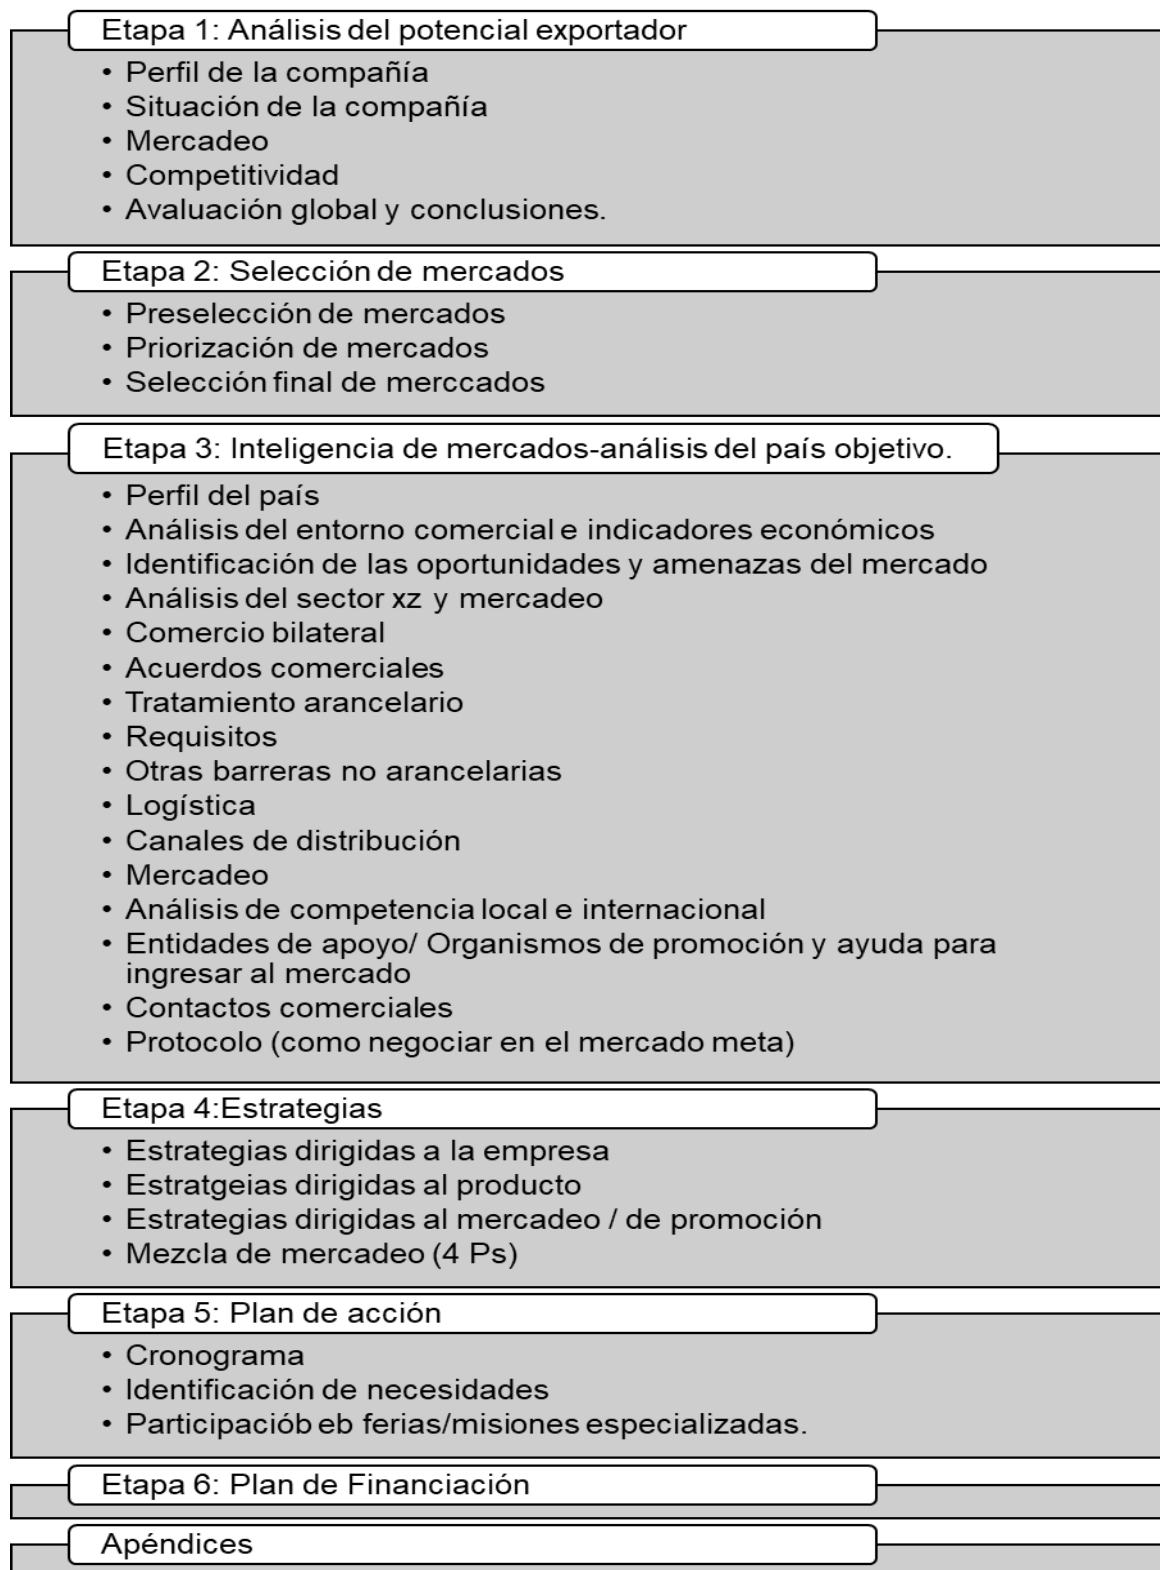 Etapa 1: Análisis del potencial exportador
• Perfil de la compañía
• Situación de la compañía
• Mercadeo
• Competitividad
• Avaluación global y conclusiones.
Etapa 2: Selección de mercados
• Preselección de mercados
• Priorización de mercados
• Selección final de merccados
Etapa 3: Inteligencia de mercados-análisis del país objetivo.
• Perfil del país
• Análisis del entorno comercial e indicadores económicos
• Identificación de las oportunidades y amenazas del mercado
• Análisis del sector xz y mercadeo
• Comercio bilateral
• Acuerdos comerciales
• Tratamiento arancelario
• Requisitos
• Otras barreras no arancelarias
• Logística
• Canales de distribución
• Mercadeo
• Análisis de competencia local e internacional
• Entidades de apoyo/ Organismos de promoción y ayuda para
ingresar al mercado
• Contactos comerciales
• Protocolo (como negociar en el mercado meta)
Etapa 4:Estrategias
• Estrategias dirigidas a la empresa
• Estratgeias dirigidas al producto
• Estrategias dirigidas al mercadeo / de promoción
• Mezcla de mercadeo (4 Ps)
Etapa 5: Plan de acción
• Cronograma
• Identificación de necesidades
• Participaciób eb ferias/misiones especializadas.
Etapa 6: Plan de Financiación
Apéndices